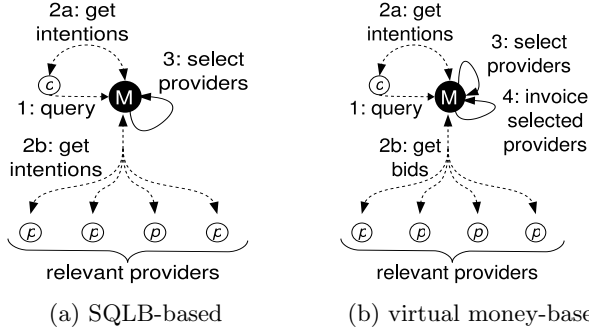 2a: get
intentions
3: select
providers
c
M
1: query
2b: get
intentions
p p p p
relevant providers
(a) SQLB-based
2a: get
intentions
3: select
providers
c
M
4: invoice
selected
providers
1: query
2b: get
bids
p p p p
relevant providers
(b) virtual money-base